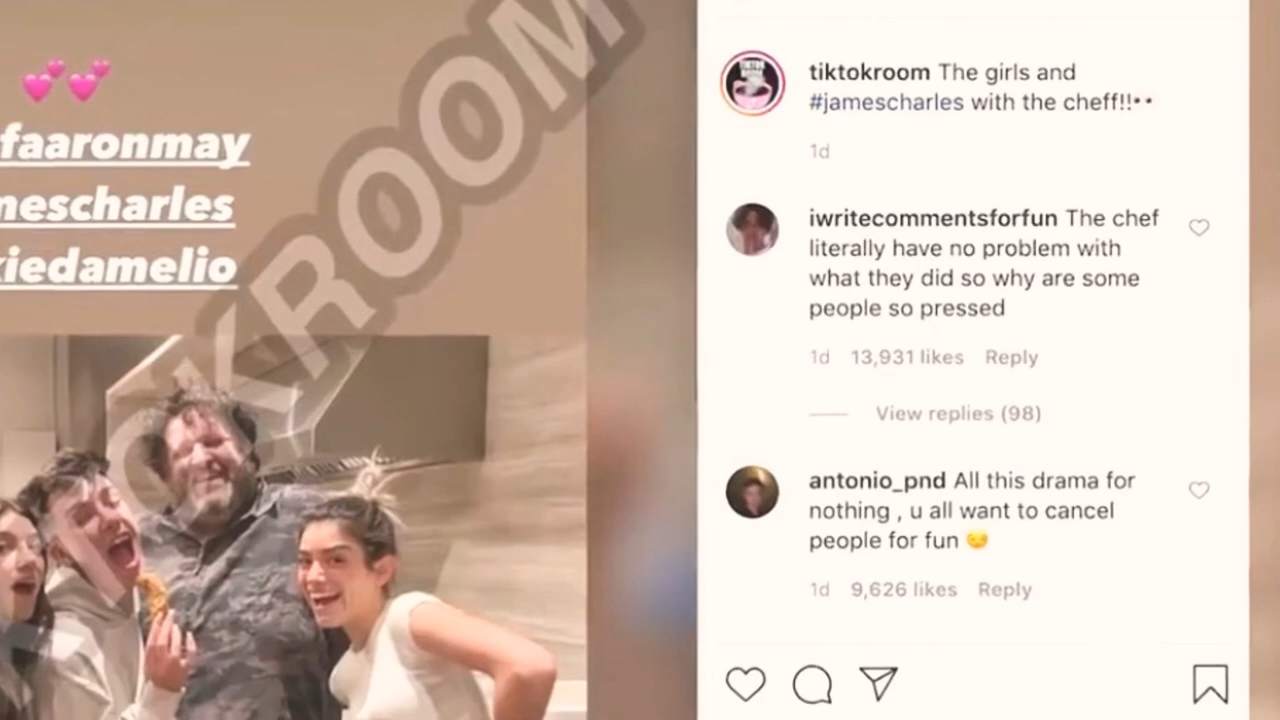 faaronmay
mescharles
kiedamelio
KROOM
tiktokroom The girls and
#jamescharles with the cheff!!••
1d
iwritecommentsforfun The chef
literally have no problem with
what they did so why are some
people so pressed
1d 13,931 likes Reply
View replies (98)
antonio_pnd All this drama for
nothing , u all want to cancel
people for fun 😏
1d 9,626 likes Reply